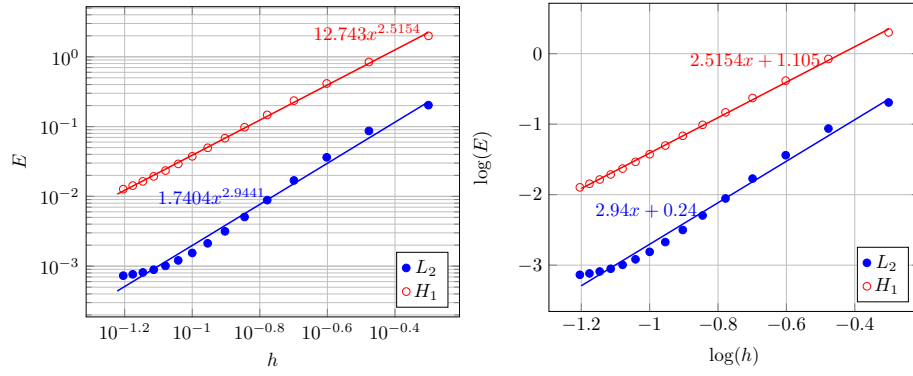 10^0
10^{-1}
10^{-2}
10^{-3}
E
12.743x^{2.5154}
1.7404x^{2.9441}
L_2
H_1
10^{-1.2} 10^{-1} 10^{-0.8} 10^{-0.6} 10^{-0.4}
h
0
−1
−2
−3
log(E)
2.5154x + 1.105
2.94x + 0.24
L_2
H_1
−1.2 −1 −0.8 −0.6 −0.4
log(h)